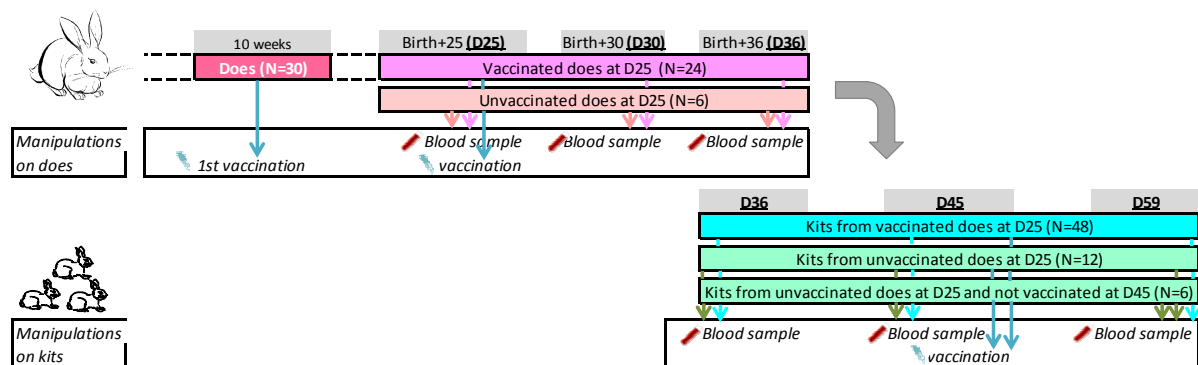 10 weeks
Birth+25 (D25)
Birth+30 (D30)
Birth+36 (D36)
Does (N=30)
Vaccinated does at D25 (N=24)
Unvaccinated does at D25 (N=6)
Manipulations
on does
Blood sample
Blood sample
Blood sample
1st vaccination
vaccination
D36
D45
D59
Kits from vaccinated does at D25 (N=48)
Kits from unvaccinated does at D25 (N=12)
Kits from unvaccinated does at D25 and not vaccinated at D45 (N=6)
Manipulations
on kits
Blood sample
Blood sample
Blood sample
vaccination